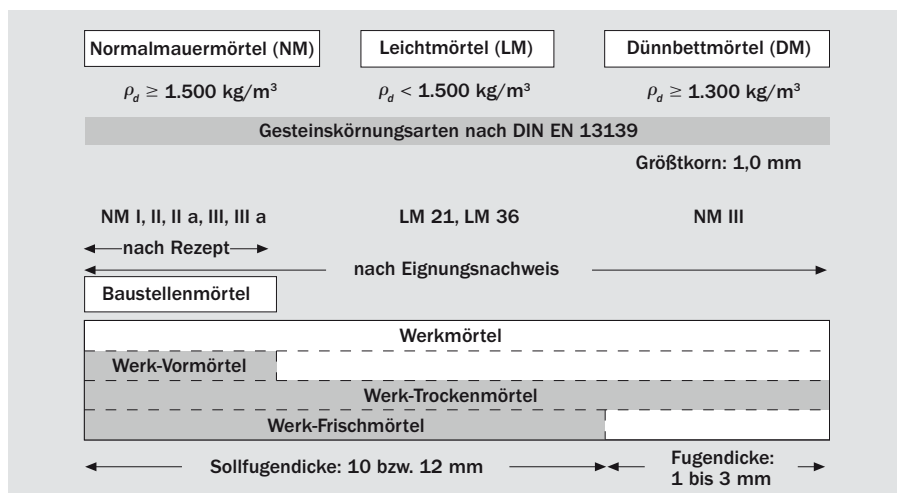 Normalmauermörtel (NM) Leichtmörtel (LM) Dünnbettmörtel (DM)
ρd ≥ 1.500 kg/m³ ρd < 1.500 kg/m³ ρd ≥ 1.300 kg/m³
Gesteinskörnungsarten nach DIN EN 13139
Größtkorn: 1,0 mm
NM I, II, II a, III, III a LM 21, LM 36 NM III
nach Rezept
nach Eignungsnachweis
Baustellenmörtel
Werkmörtel
Werk-Vormörtel
Werk-Trockenmörtel
Werk-Frischmörtel
Sollfugendicke: 10 bzw. 12 mm
Fugendicke:
1 bis 3 mm